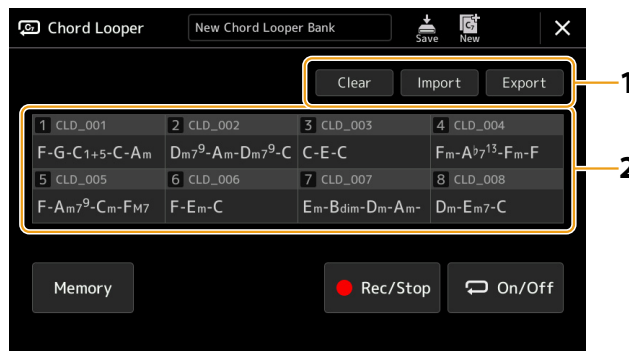 C7 Chord Looper New Chord Looper Bank Save C7 New
Clear Import Export 1
1 CLD_001 2 CLD_002 3 CLD_003 4 CLD_004
F-G-C1+5-C-Am Dm7⁹-Am-Dm7⁹-C C-E-C Fm-A♭7¹³-Fm-F
2
5 CLD_005 6 CLD_006 7 CLD_007 8 CLD_008
F-Am7⁹-Cm-FM7 F-Em-C Em-Bdim-Dm-Am- Dm-Em7-C
Memory Rec/Stop On/Off